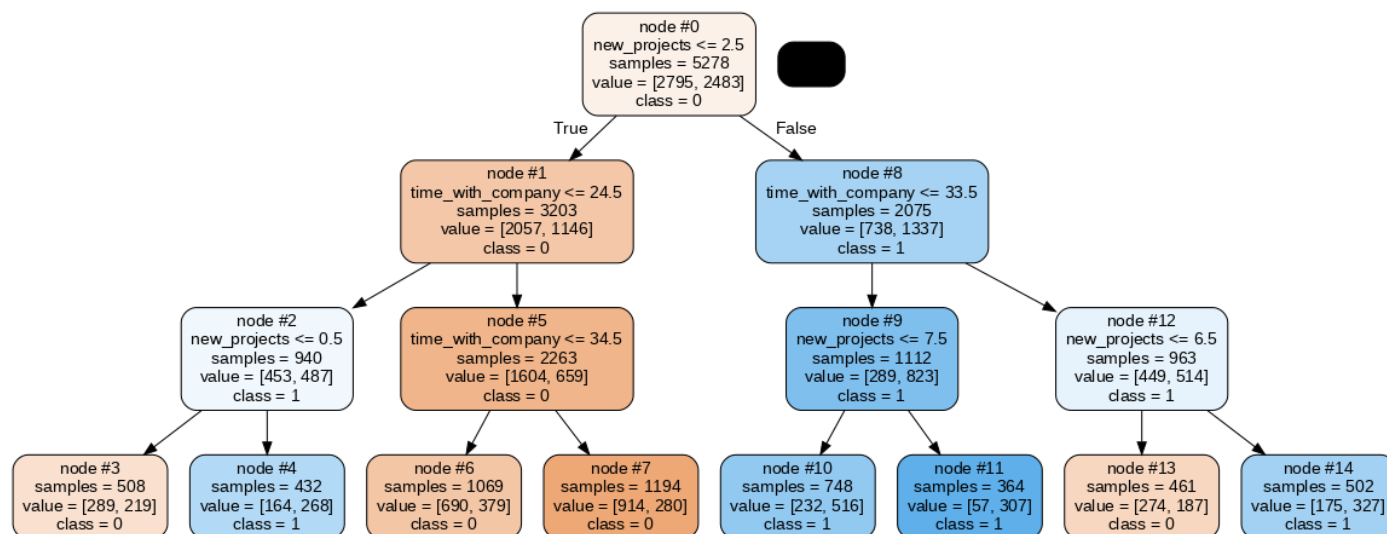 node #0
new_projects <= 2.5
samples = 5278
value = [2795, 2483]
class = 0
True
False
node #1
time_with_company <= 24.5
samples = 3203
value = [2057, 1146]
class = 0
node #8
time_with_company <= 33.5
samples = 2075
value = [738, 1337]
class = 1
node #2
new_projects <= 0.5
samples = 940
value = [453, 487]
class = 1
node #5
time_with_company <= 34.5
samples = 2263
value = [1604, 659]
class = 0
node #9
new_projects <= 7.5
samples = 1112
value = [289, 823]
class = 1
node #12
new_projects <= 6.5
samples = 963
value = [449, 514]
class = 1
node #3
samples = 508
value = [289, 219]
class = 0
node #4
samples = 432
value = [164, 268]
class = 1
node #6
samples = 1069
value = [690, 379]
class = 0
node #7
samples = 1194
value = [914, 280]
class = 0
node #10
samples = 748
value = [232, 516]
class = 1
node #11
samples = 364
value = [57, 307]
class = 1
node #13
samples = 461
value = [274, 187]
class = 0
node #14
samples = 502
value = [175, 327]
class = 1